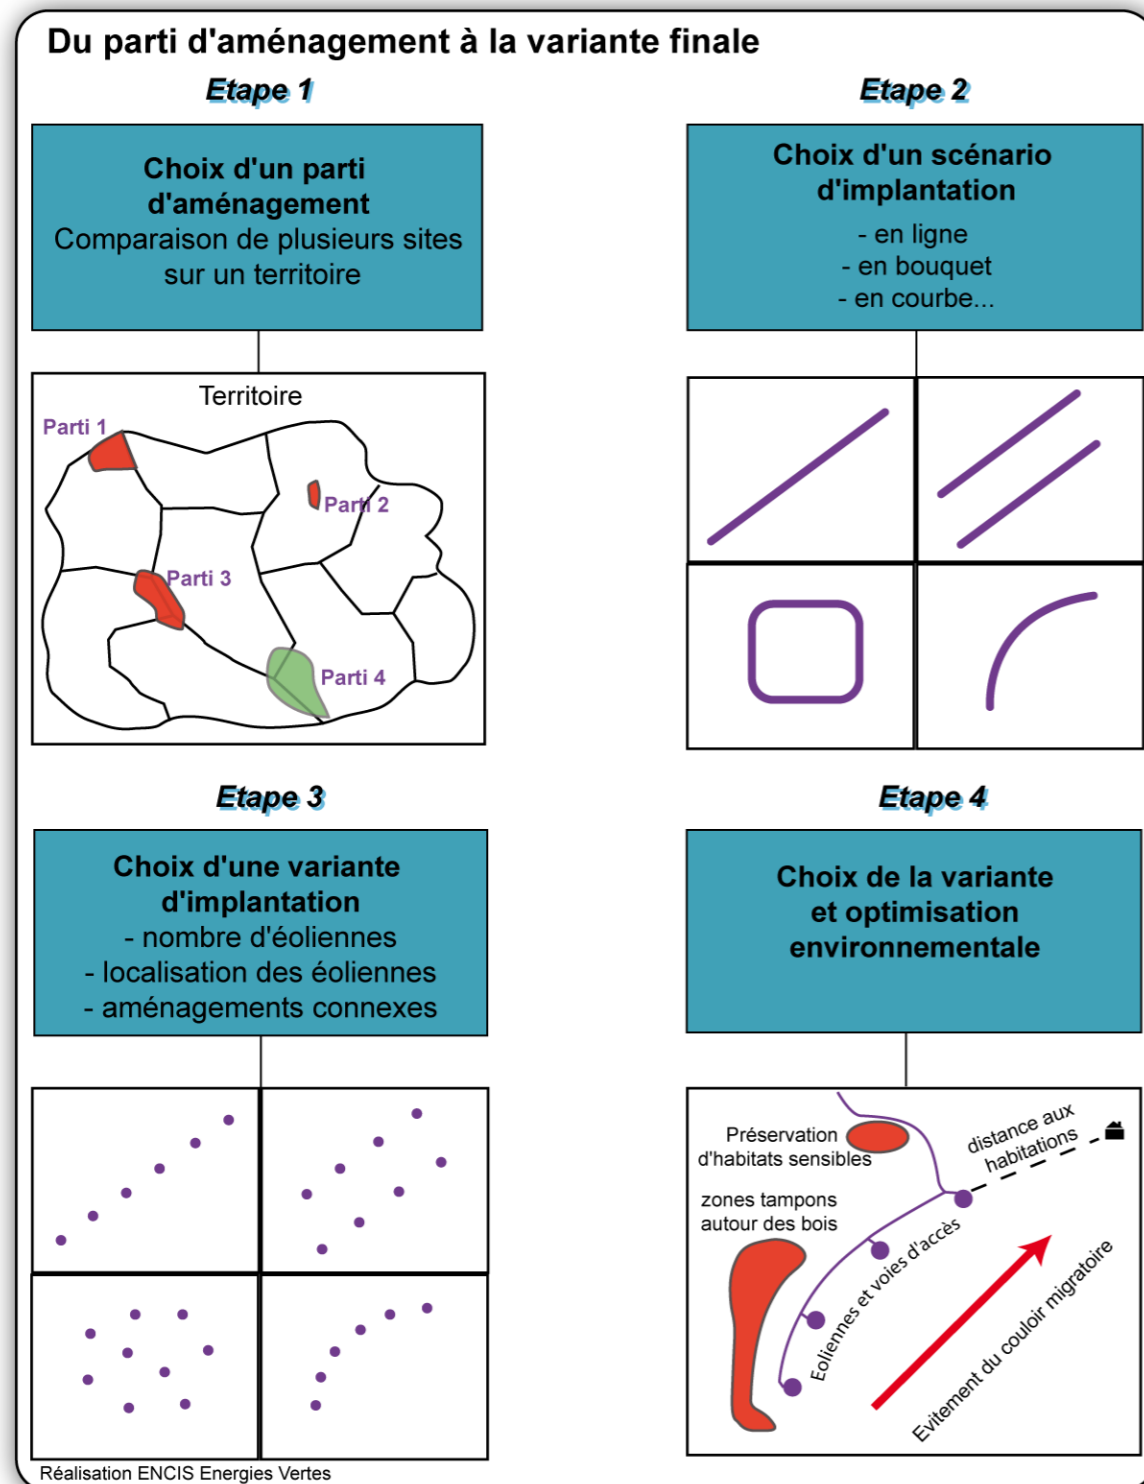 Du parti d'aménagement à la variante finale
Etape 1
Choix d'un parti
d'aménagement
Comparaison de plusieurs sites
sur un territoire
Territoire
Parti 1
Parti 2
Parti 3
Parti 4
Etape 2
Choix d'un scénario
d'implantation
- en ligne
- en bouquet
- en courbe...
Etape 3
Choix d'une variante
d'implantation
- nombre d'éoliennes
- localisation des éoliennes
- aménagements connexes
Etape 4
Choix de la variante
et optimisation
environnementale
Préservation
d'habitats sensibles
distance aux
habitations
zones tampons
autour des bois
Eoliennes et voies d'accès
Evitement du couloir migratoire
Réalisation ENCIS Energies Vertes